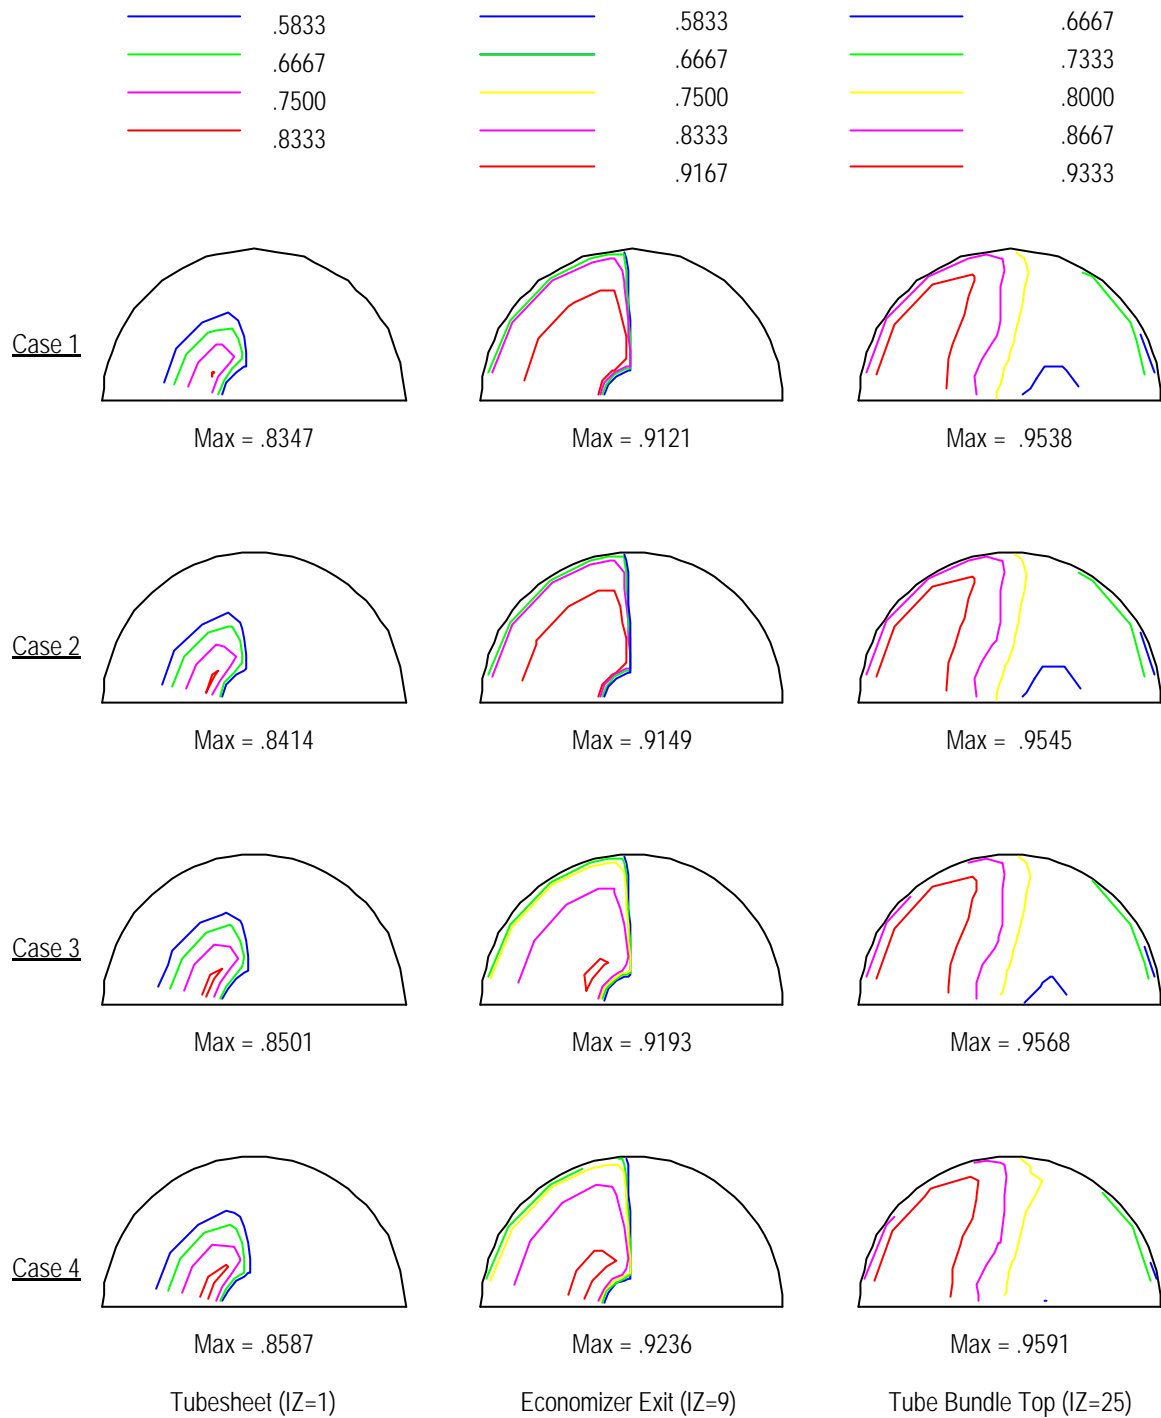 .5833 .5833 .6667
.6667 .6667 .7333
.7500 .7500 .8000
.8333 .8333 .8667
.9167 .9333
Case 1
Max = .8347 Max = .9121 Max = .9538
Case 2
Max = .8414 Max = .9149 Max = .9545
Case 3
Max = .8501 Max = .9193 Max = .9568
Case 4
Max = .8587 Max = .9236 Max = .9591
Tubesheet (IZ=1) Economizer Exit (IZ=9) Tube Bundle Top (IZ=25)